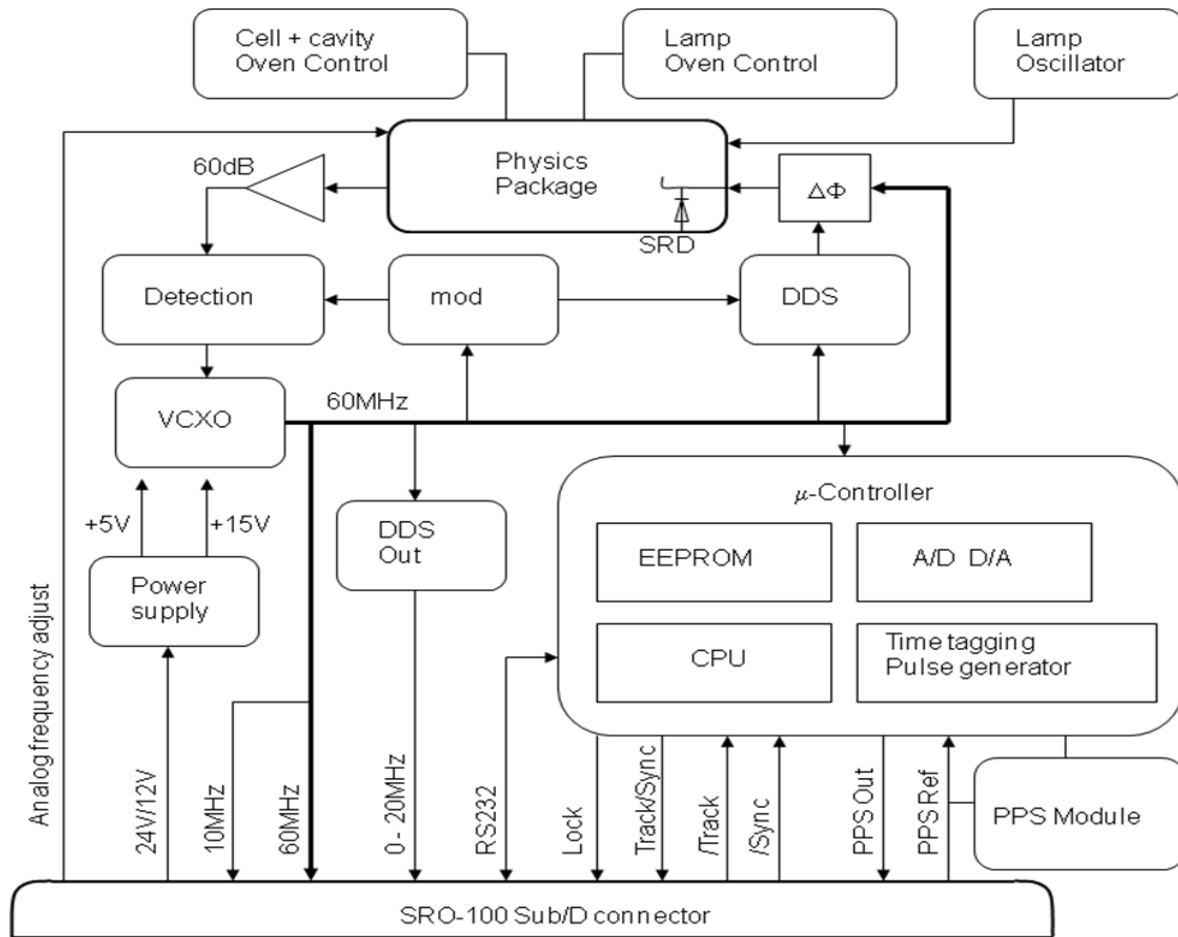 Cell + cavity
Oven Control
Lamp
Oven Control
Lamp
Oscillator
60dB
Physics
Package
SRD
ΔΦ
Detection
mod
DDS
VCXO
60MHz
+5V
+15V
Power
supply
DDS
Out
μ-Controller
EEPROM
A/D D/A
CPU
Time tagging
Pulse generator
Analog frequency adjust
24V/12V
10MHz
60MHz
0 - 20MHz
RS232
Lock
Track/Sync
/Track
/Sync
PPS Out
PPS Ref
PPS Module
SRO-100 Sub/D connector